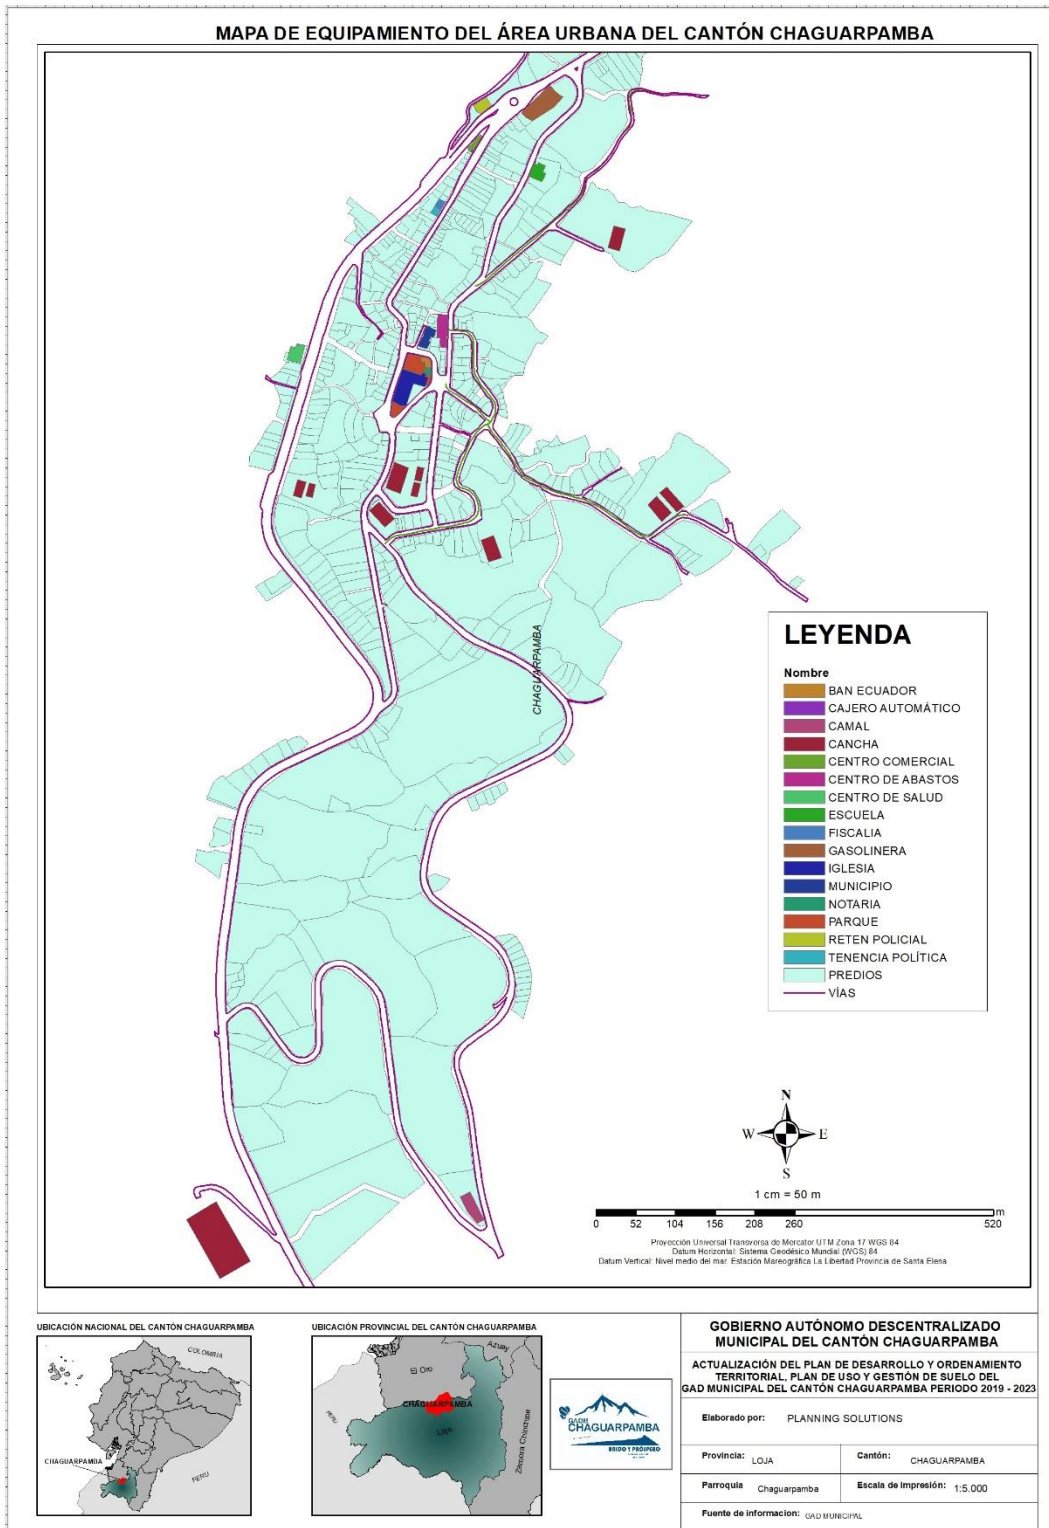 MAPA DE EQUIPAMIENTO DEL ÁREA URBANA DEL CANTÓN CHAGUARPAMBA
CHAGUARPAMBA
LEYENDA
Nombre
BAN ECUADOR
CAJERO AUTOMÁTICO
CAMAL
CANCHA
CENTRO COMERCIAL
CENTRO DE ABASTOS
CENTRO DE SALUD
ESCUELA
FISCALIA
GASOLINERA
IGLESIA
MUNICIPIO
NOTARIA
PARQUE
RETEN POLICIAL
TENENCIA POLÍTICA
PREDIOS
VÍAS
N
W E
S
1 cm = 50 m
m
0 52 104 156 208 260 520
Proyección Universal Transversa de Mercator UTM Zona 17 WGS 84
Datum Horizontal: Sistema Geodésico Mundial (WGS) 84
Datum Vertical: Nivel medio del mar. Estación Mareográfica La Libertad Provincia de Santa Elena
UBICACIÓN NACIONAL DEL CANTÓN CHAGUARPAMBA
COLOMBIA
CHAGUARPAMBA
PERU
UBICACIÓN PROVINCIAL DEL CANTÓN CHAGUARPAMBA
Azuay
El Oro
CHAGUARPAMBA
PERU
Loja
Zamora Chinchipe
GADM
CHAGUARPAMBA
UNIDO Y PRÓSPERO
GOBIERNO AUTÓNOMO DESCENTRALIZADO
MUNICIPAL DEL CANTÓN CHAGUARPAMBA
ACTUALIZACIÓN DEL PLAN DE DESARROLLO Y ORDENAMIENTO
TERRITORIAL, PLAN DE USO Y GESTIÓN DE SUELO DEL
GAD MUNICIPAL DEL CANTÓN CHAGUARPAMBA PERIODO 2019 - 2023
Elaborado por: PLANNING SOLUTIONS
Provincia: LOJA Cantón: CHAGUARPAMBA
Parroquia Chaguarpamba Escala de Impresión: 1:5.000
Fuente de informacion: GAD MUNICIPAL